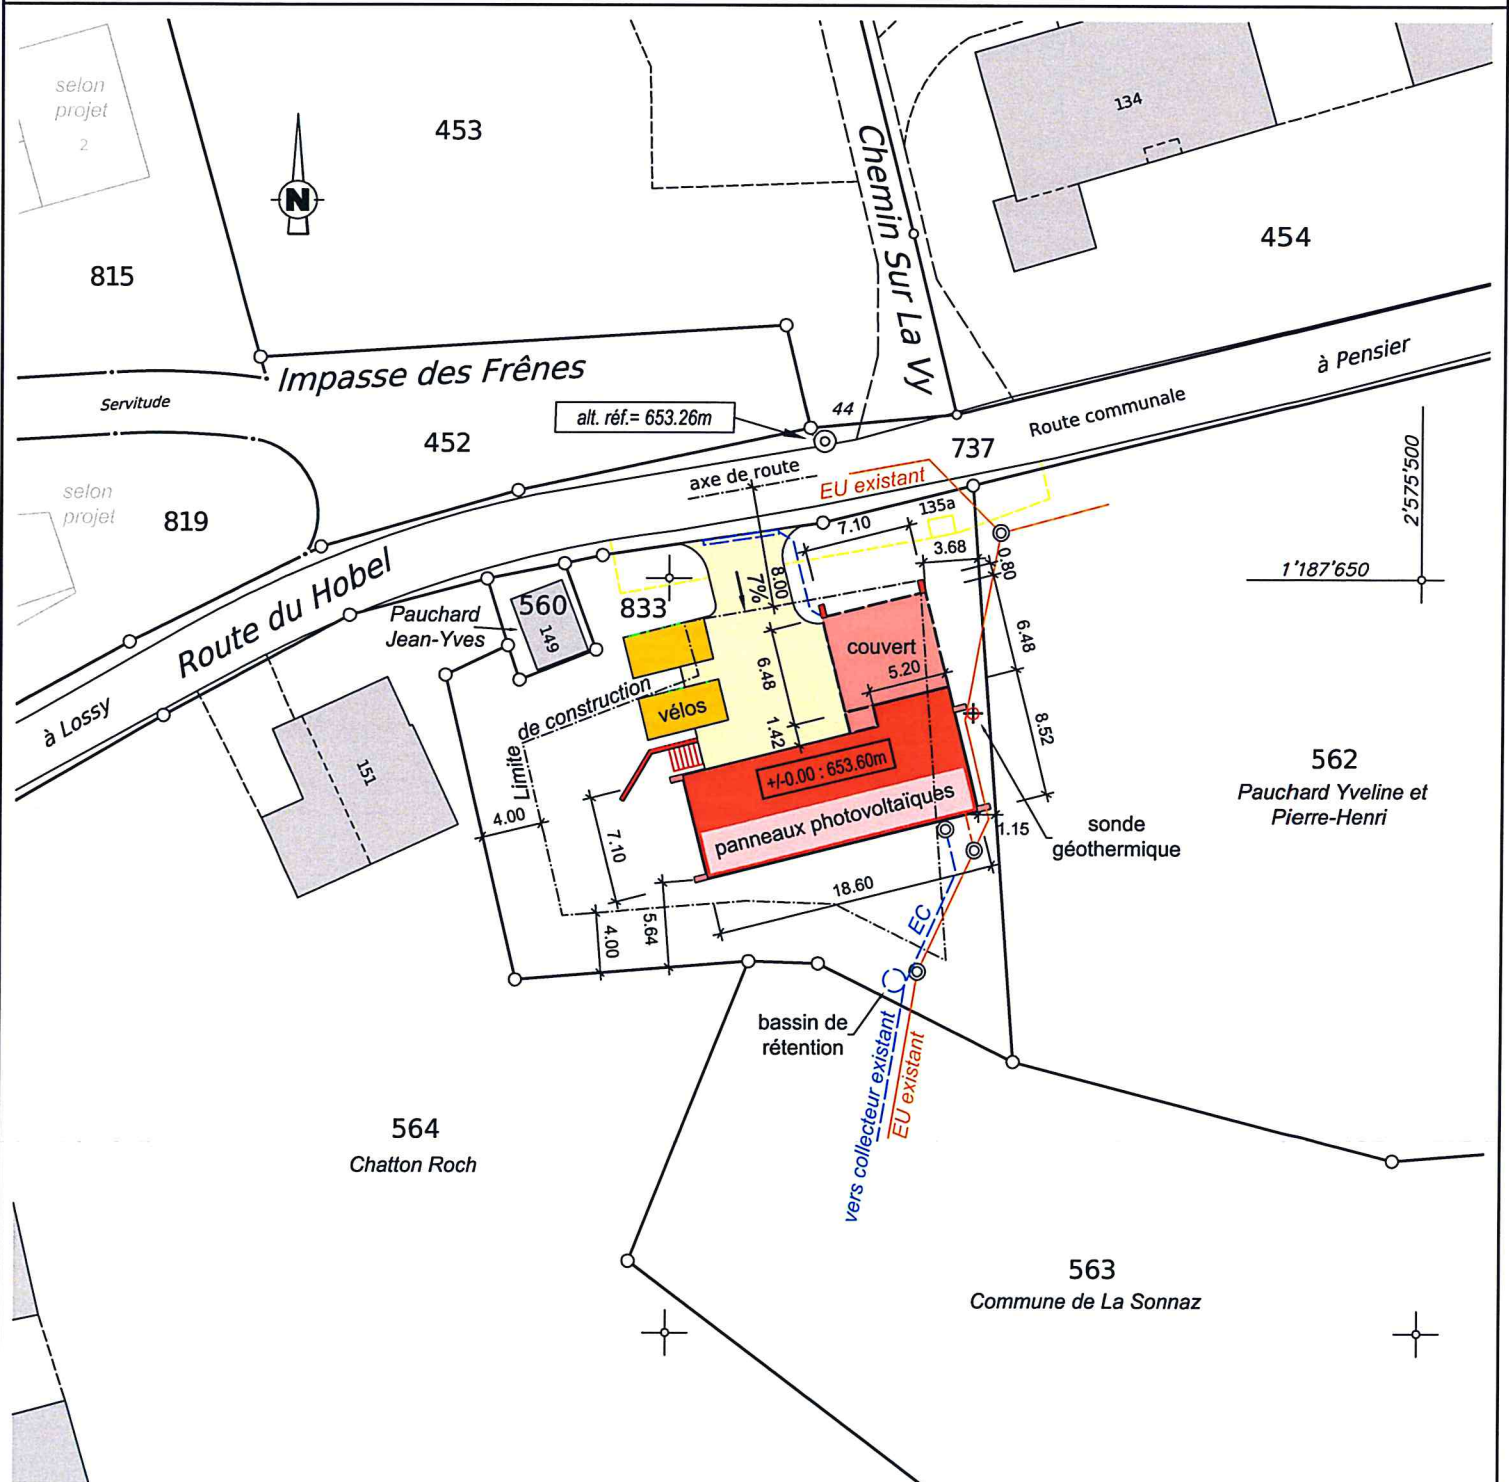 selon
projet
2
453
134
N
Chemin Sur La Vy
815
454
Impasse des Frênes
à Pensier
Servitude
alt. réf.= 653.26m
44
Route communale
452
737
axe de route
EU existant
2'575'500
selon
projet
819
135a
7.10
3.68
0.80
1'187'650
Route du Hobel
7%
8.00
560
149
833
Pauchard
Jean-Yves
couvert
5.20
6.48
6.48
à Lossy
de construction
Limite
vélos
1.42
8.52
151
+/-0.00 : 653.60m
562
Pauchard Yveline et
Pierre-Henri
panneaux photovoltaïques
4.00
7.10
1.15
sonde
géothermique
18.60
5.64
4.00
EC
bassin de
rétention
vers collecteur existant
EU existant
564
Chatton Roch
563
Commune de La Sonnaz